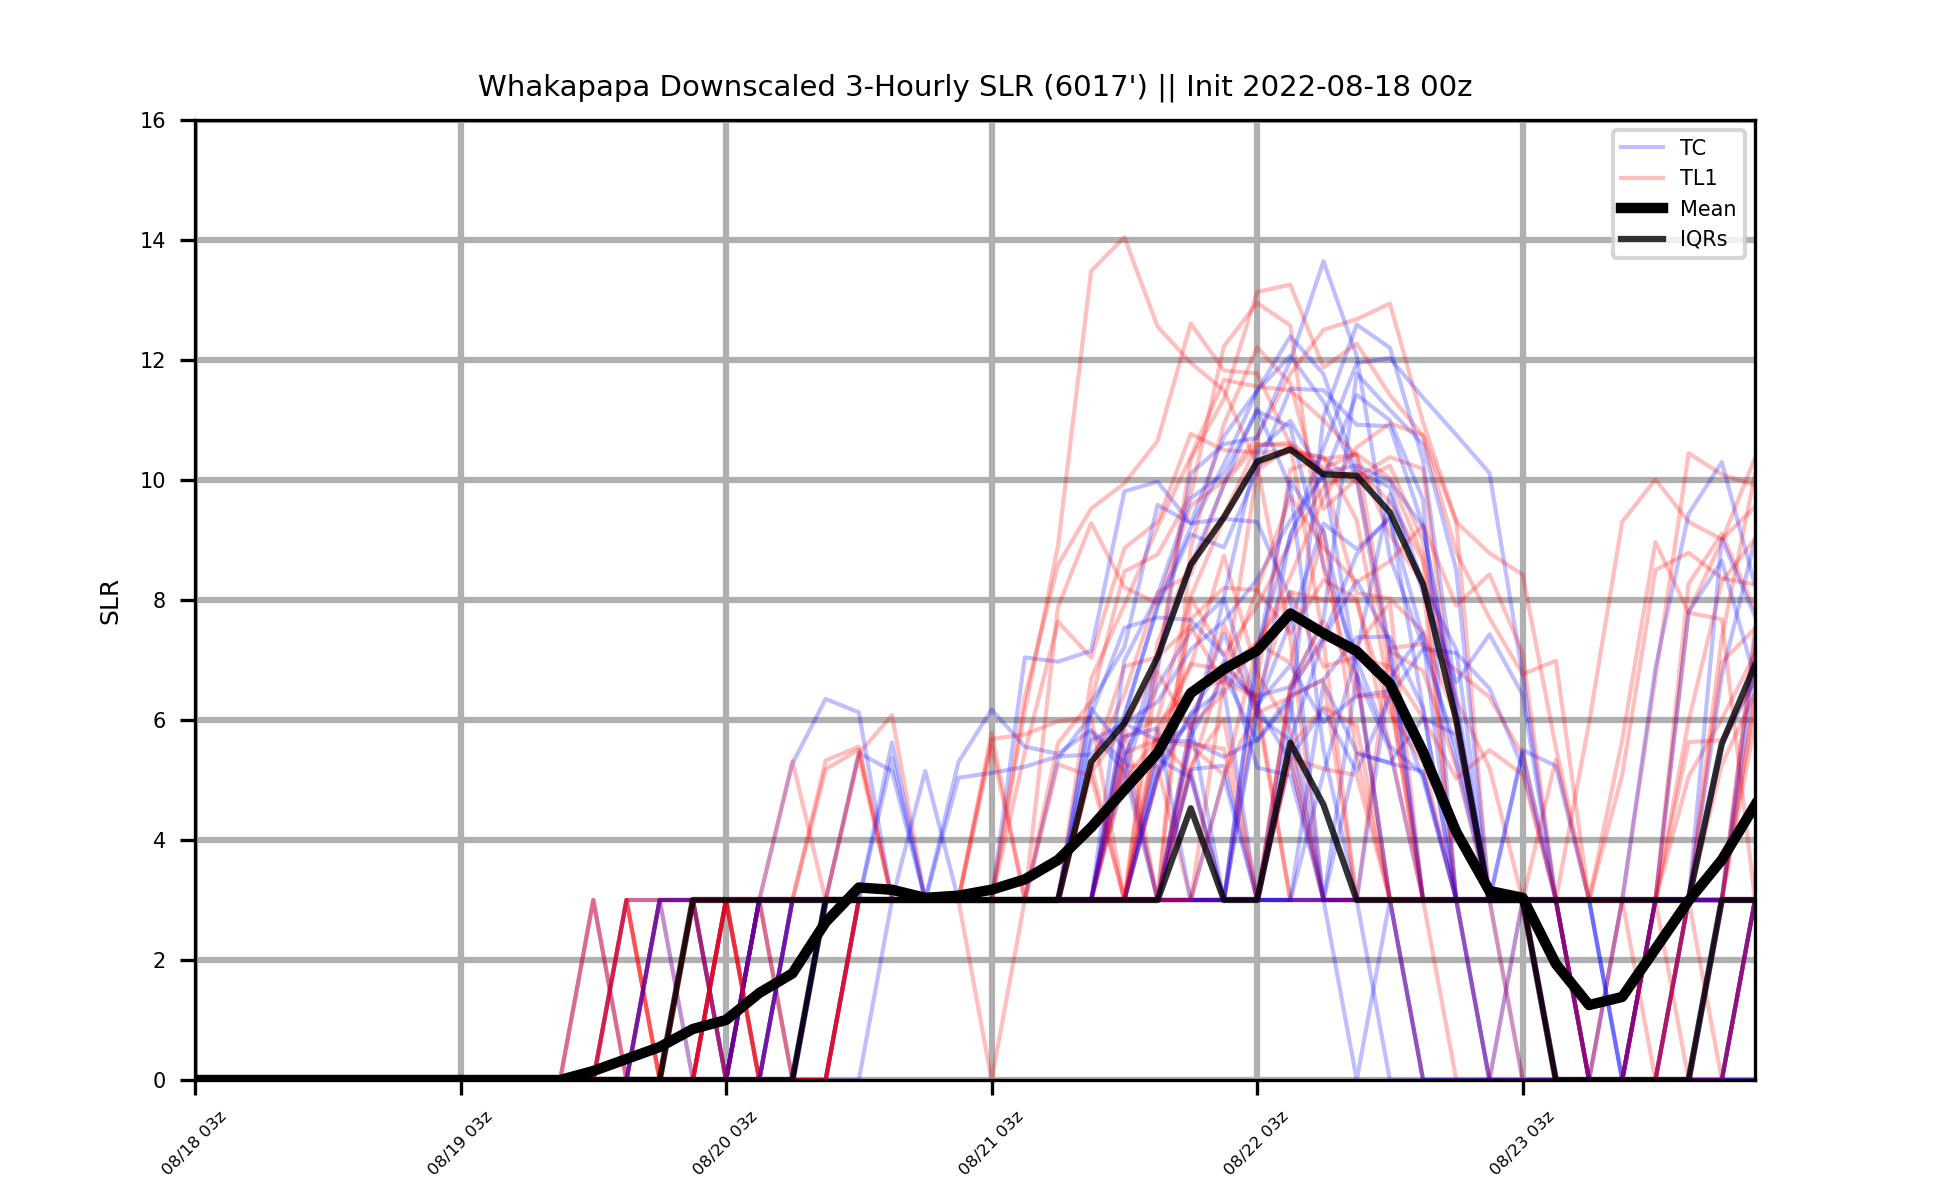 Whakapapa Downscaled 3-Hourly SLR (6017') || Init 2022-08-18 00z
TC
TL1
Mean
IQRs
SLR
16
14
12
10
8
6
4
2
0
08/18 03z
08/19 03z
08/20 03z
08/21 03z
08/22 03z
08/23 03z